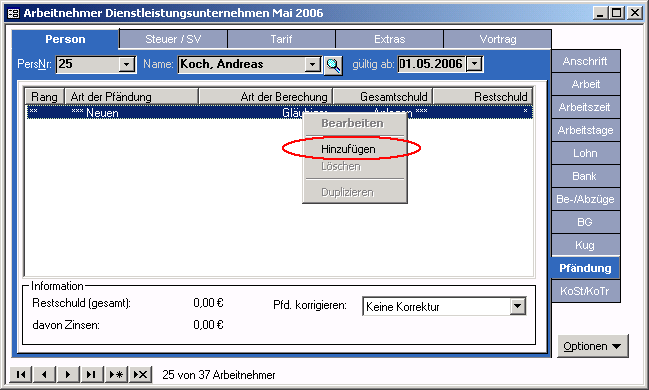 Arbeitnehmer Dienstleistungsunternehmen Mai 2006
Person Steuer / SV Tarif Extras Vortrag
PersNr: 25 Name: Koch, Andreas gültig ab: 01.05.2006
Rang Art der Pfändung Art der Berechung Gesamtschuld Restschuld
** *** Neuen Gläubiger Anlegen *** *
Bearbeiten
Hinzufügen
Löschen
Duplizieren
Anschrift
Arbeit
Arbeitszeit
Arbeitstage
Lohn
Bank
Be-/Abzüge
BG
Kug
Pfändung
KoSt/KoTr
Information
Restschuld (gesamt): 0,00 € Pfd. korrigieren: Keine Korrektur
davon Zinsen: 0,00 €
Optionen
25 von 37 Arbeitnehmer